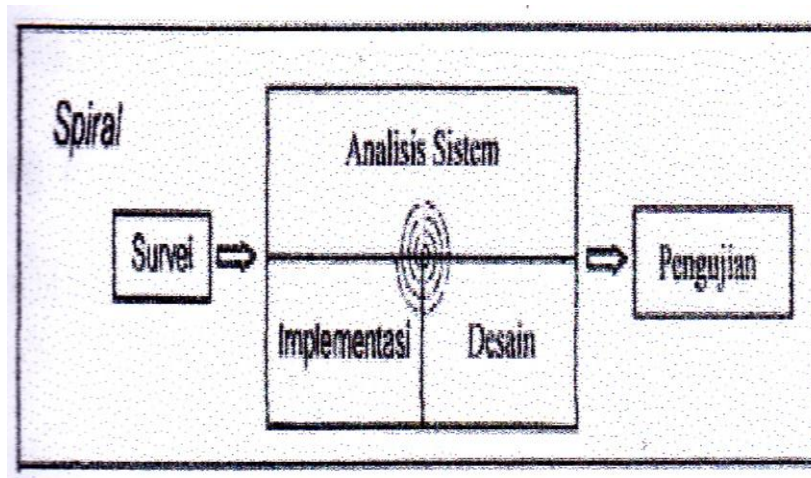 Spiral
Analisis Sistem
Survei
Pengujian
Implementasi
Desain